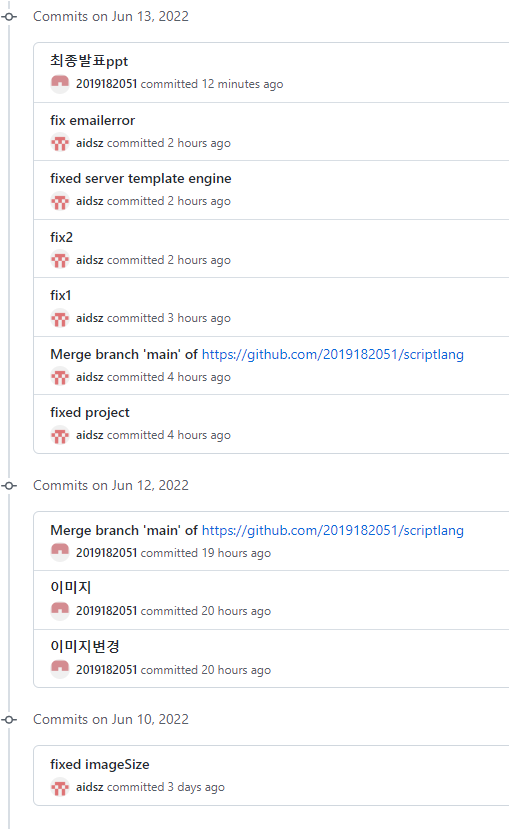 Commits on Jun 13, 2022
최종발표ppt
2019182051 committed 12 minutes ago
fix emailerror
aidsz committed 2 hours ago
fixed server template engine
aidsz committed 2 hours ago
fix2
aidsz committed 2 hours ago
fix1
aidsz committed 3 hours ago
Merge branch 'main' of https://github.com/2019182051/scriptlang
aidsz committed 4 hours ago
fixed project
aidsz committed 4 hours ago
Commits on Jun 12, 2022
Merge branch 'main' of https://github.com/2019182051/scriptlang
2019182051 committed 19 hours ago
이미지
2019182051 committed 20 hours ago
이미지변경
2019182051 committed 20 hours ago
Commits on Jun 10, 2022
fixed imageSize
aidsz committed 3 days ago